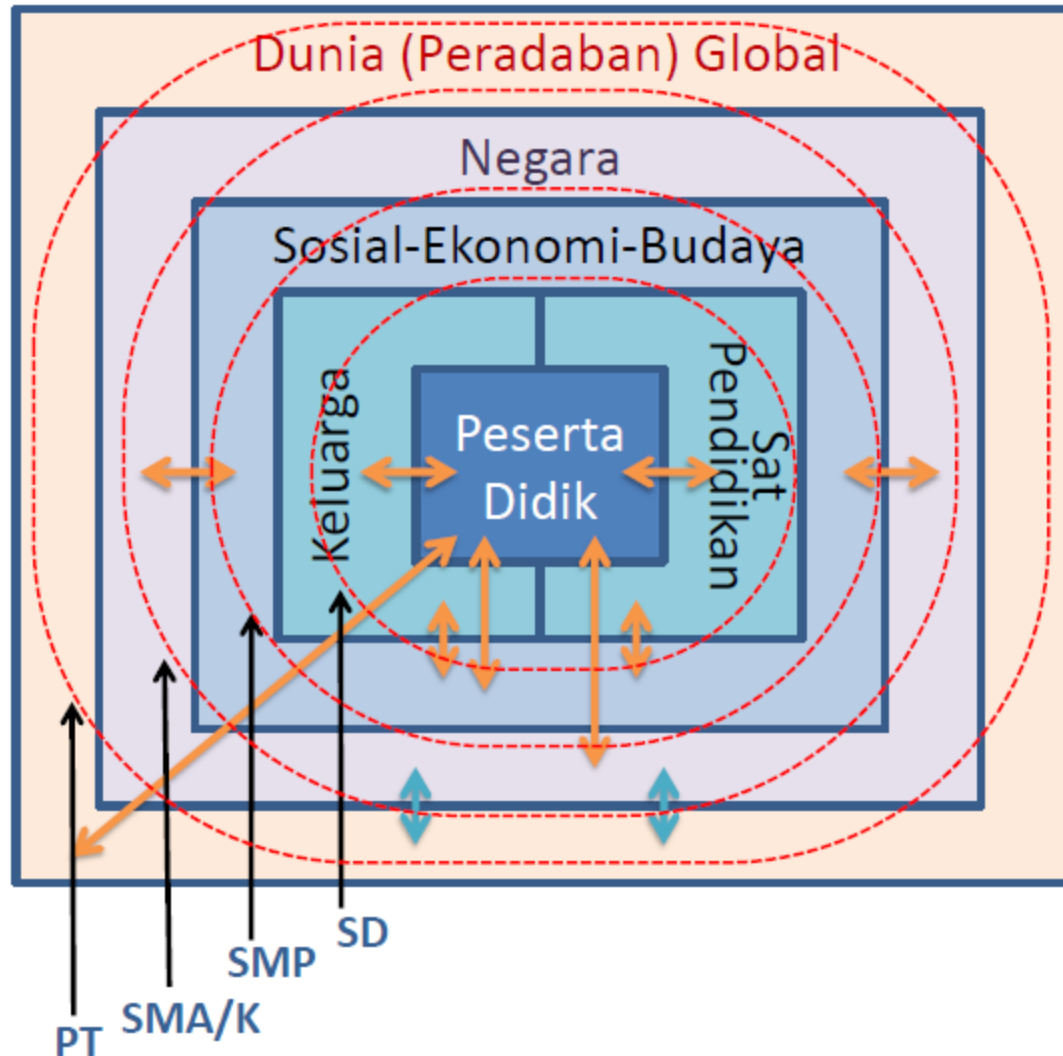 Dunia (Peradaban) Global
Negara
Sosial-Ekonomi-Budaya
Keluarga
Peserta
Didik
Sat
Pendidikan
SD
SMP
SMA/K
PT